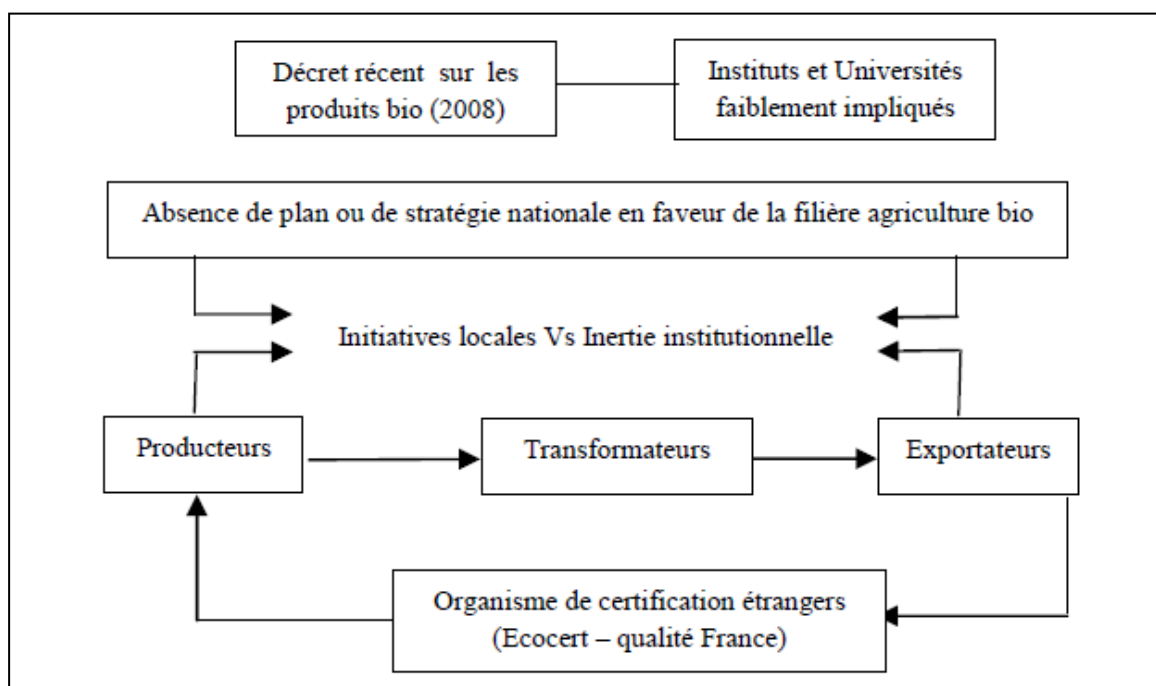 Décret récent sur les
produits bio (2008)
Instituts et Universités
faiblement impliqués
Absence de plan ou de stratégie nationale en faveur de la filière agriculture bio
Initiatives locales Vs Inertie institutionnelle
Producteurs
Transformateurs
Exportateurs
Organisme de certification étrangers
(Ecocert – qualité France)